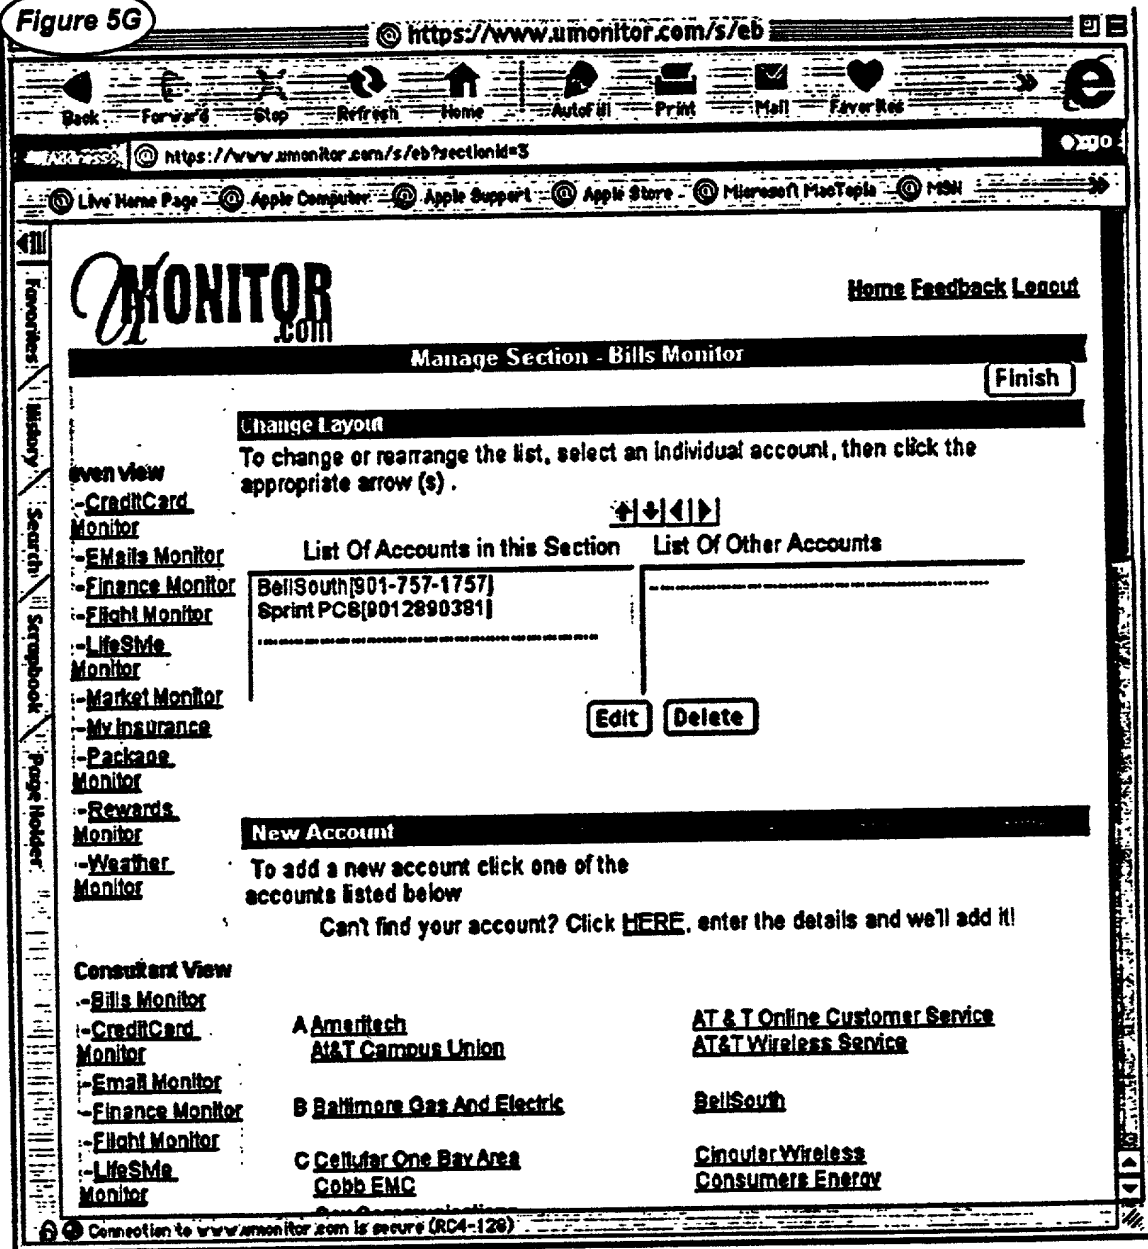 Figure 5G
https://www.umonitor.com/s/eb
Back Forward Stop Refresh Home AutoFill Print Mail Favorites
Address: https://www.umonitor.com/s/eb?sectionid=3 go
Live Home Page Apple Computer Apple Support Apple Store Microsoft MacTopia MSN
Favorites History Search Scrapbook Page Holder
UMONITOR.com
Home Feedback Logout
Manage Section - Bills Monitor
Finish
Change Layout
To change or rearrange the list, select an individual account, then click the
appropriate arrow (s) .
List Of Accounts in this Section List Of Other Accounts
BellSouth[901-757-1757]
Sprint PCS[9012890381]
Edit Delete
even view
-CreditCard
Monitor
-EMails Monitor
-Finance Monitor
-Flight Monitor
-LifeStyle
Monitor
-Market Monitor
-My Insurance
-Package
Monitor
-Rewards
Monitor
-Weather
Monitor
New Account
To add a new account click one of the
accounts listed below
Can't find your account? Click HERE, enter the details and we'll add it!
Consultant View
-Bills Monitor
-CreditCard
Monitor
-Email Monitor
-Finance Monitor
-Flight Monitor
-LifeStyle
Monitor
A Ameritech AT & T Online Customer Service
At&T Campus Union AT&T Wireless Service
B Baltimore Gas And Electric BellSouth
C Cellular One Bay Area Cingular Wireless
Cobb EMC Consumers Energy
Connection to www.umonitor.com is secure (RC4-128)